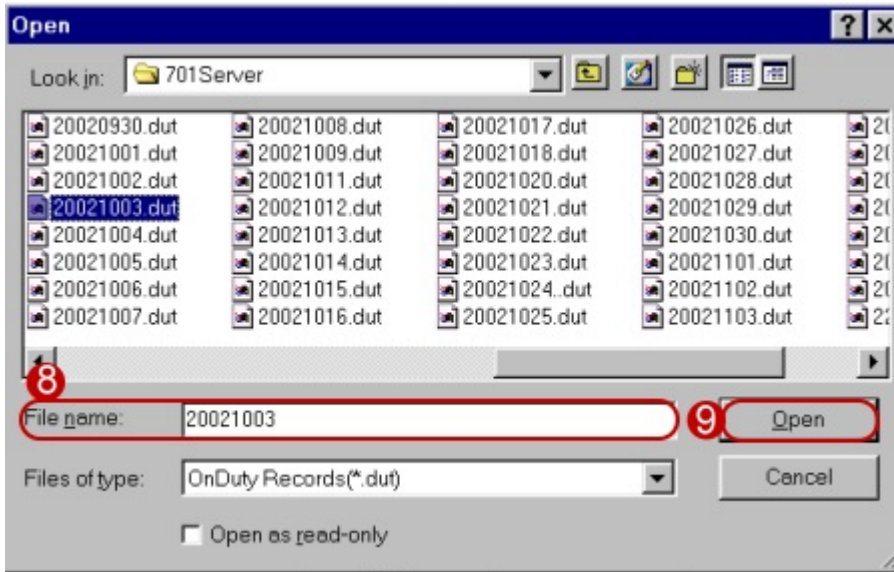 Open
Look in: 701Server
20020930.dut 20021008.dut 20021017.dut 20021026.dut
20021001.dut 20021009.dut 20021018.dut 20021027.dut
20021002.dut 20021011.dut 20021020.dut 20021028.dut
20021003.dut 20021012.dut 20021021.dut 20021029.dut
20021004.dut 20021013.dut 20021022.dut 20021030.dut
20021005.dut 20021014.dut 20021023.dut 20021101.dut
20021006.dut 20021015.dut 20021024..dut 20021102.dut
20021007.dut 20021016.dut 20021025.dut 20021103.dut
8
File name: 20021003 9 Open
Files of type: OnDuty Records(*.dut) Cancel
Open as read-only